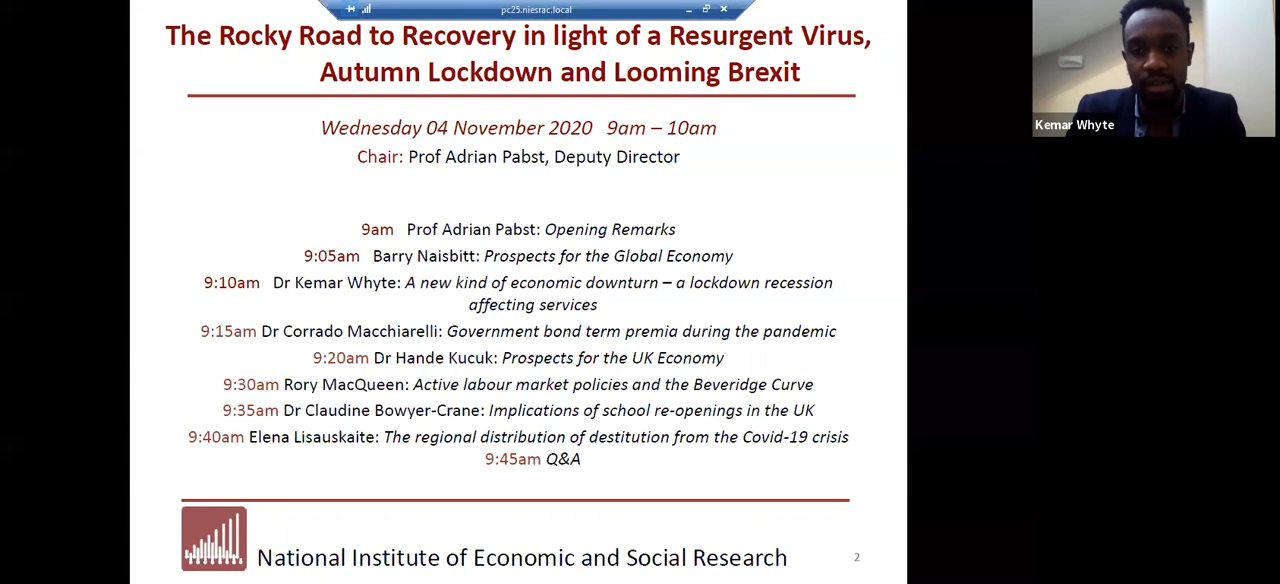 pc25.niesrac.local
The Rocky Road to Recovery in light of a Resurgent Virus,
Autumn Lockdown and Looming Brexit
Wednesday 04 November 2020 9am – 10am
Chair: Prof Adrian Pabst, Deputy Director
9am Prof Adrian Pabst: Opening Remarks
9:05am Barry Naisbitt: Prospects for the Global Economy
9:10am Dr Kemar Whyte: A new kind of economic downturn – a lockdown recession
affecting services
9:15am Dr Corrado Macchiarelli: Government bond term premia during the pandemic
9:20am Dr Hande Kucuk: Prospects for the UK Economy
9:30am Rory MacQueen: Active labour market policies and the Beveridge Curve
9:35am Dr Claudine Bowyer-Crane: Implications of school re-openings in the UK
9:40am Elena Lisauskaite: The regional distribution of destitution from the Covid-19 crisis
9:45am Q&A
National Institute of Economic and Social Research
2
Kemar Whyte